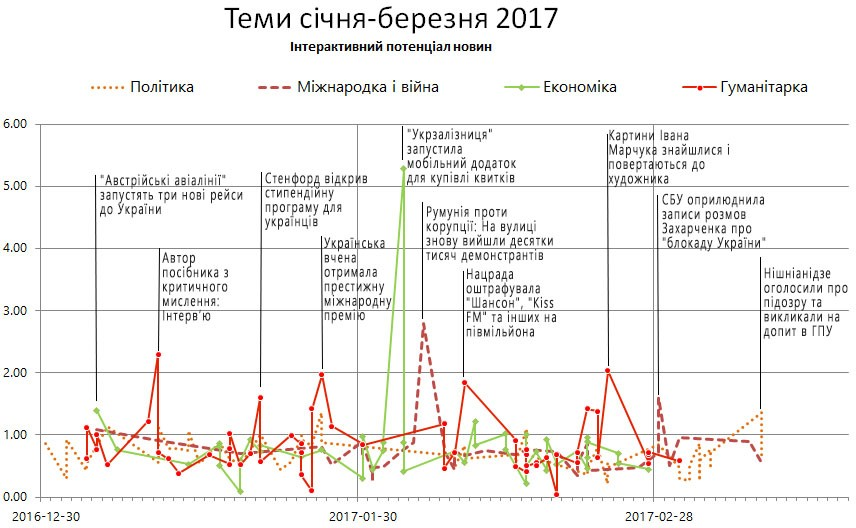 Теми січня-березня 2017
Інтерактивний потенціал новин
Політика
Міжнародка і війна
Економіка
Гуманітарка
6.00
5.00
4.00
3.00
2.00
1.00
0.00
"Австрійські авіалінії"
запустять три нові рейси
до України
Автор
посібника з
критичного
мислення:
Інтерв'ю
Стенфорд відкрив
стипендійну
програму для
українців
Українська
вчена
отримала
престижну
міжнародну
премію
"Укрзалізниця"
запустила
мобільний додаток
для купівлі квитків
Румунія проти
корупції: На вулиці
знову вийшли десятки
тисяч демонстрантів
Нацрада
оштрафувала
"Шансон", "Kiss
FM" та інших на
півмільйона
Картини Івана
Марчука знайшлися і
повертаються до
художника
СБУ оприлюднила
записи розмов
Захарченка про
"блокаду України"
Нішніанідзе
оголосили про
підозру та
викликали на
допит в ГПУ
2016-12-30
2017-01-30
2017-02-28